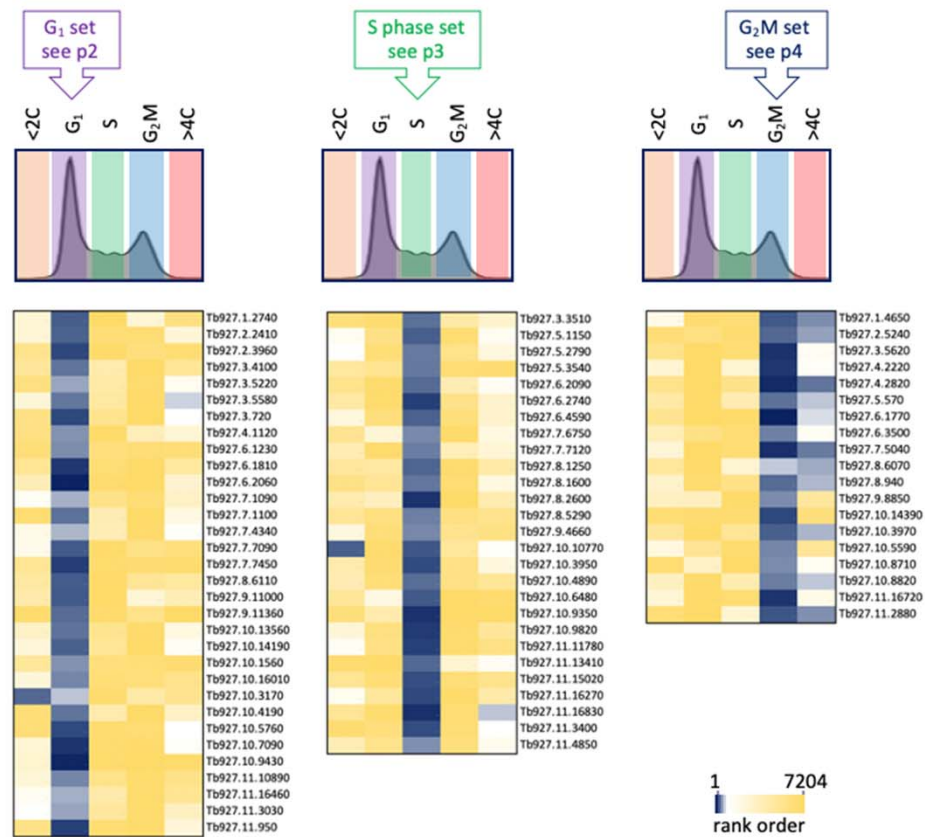 G₁ set
see p2
S phase set
see p3
G₂M set
see p4
<2C G₁ S G₂M >4C
<2C G₁ S G₂M >4C
<2C G₁ S G₂M >4C
Tb927.1.2740
Tb927.2.2410
Tb927.2.3960
Tb927.3.4100
Tb927.3.5220
Tb927.3.5580
Tb927.3.720
Tb927.4.1120
Tb927.6.1230
Tb927.6.1810
Tb927.6.2060
Tb927.7.1090
Tb927.7.1100
Tb927.7.4340
Tb927.7.7090
Tb927.7.7450
Tb927.8.6110
Tb927.9.11000
Tb927.9.11360
Tb927.10.13560
Tb927.10.14190
Tb927.10.1560
Tb927.10.16010
Tb927.10.3170
Tb927.10.4190
Tb927.10.5760
Tb927.10.7090
Tb927.10.9430
Tb927.11.10890
Tb927.11.16460
Tb927.11.3030
Tb927.11.950
Tb927.3.3510
Tb927.5.1150
Tb927.5.2790
Tb927.5.3540
Tb927.6.2090
Tb927.6.2740
Tb927.6.4590
Tb927.7.6750
Tb927.7.7120
Tb927.8.1250
Tb927.8.1600
Tb927.8.2600
Tb927.8.5290
Tb927.9.4660
Tb927.10.10770
Tb927.10.3950
Tb927.10.4890
Tb927.10.6480
Tb927.10.9350
Tb927.10.9820
Tb927.11.11780
Tb927.11.13410
Tb927.11.15020
Tb927.11.16270
Tb927.11.16830
Tb927.11.3400
Tb927.11.4850
Tb927.1.4650
Tb927.2.5240
Tb927.3.5620
Tb927.4.2220
Tb927.4.2820
Tb927.5.570
Tb927.6.1770
Tb927.6.3500
Tb927.7.5040
Tb927.8.6070
Tb927.8.940
Tb927.9.8850
Tb927.10.14390
Tb927.10.3970
Tb927.10.5590
Tb927.10.8710
Tb927.10.8820
Tb927.11.16720
Tb927.11.2880
1 7204
rank order